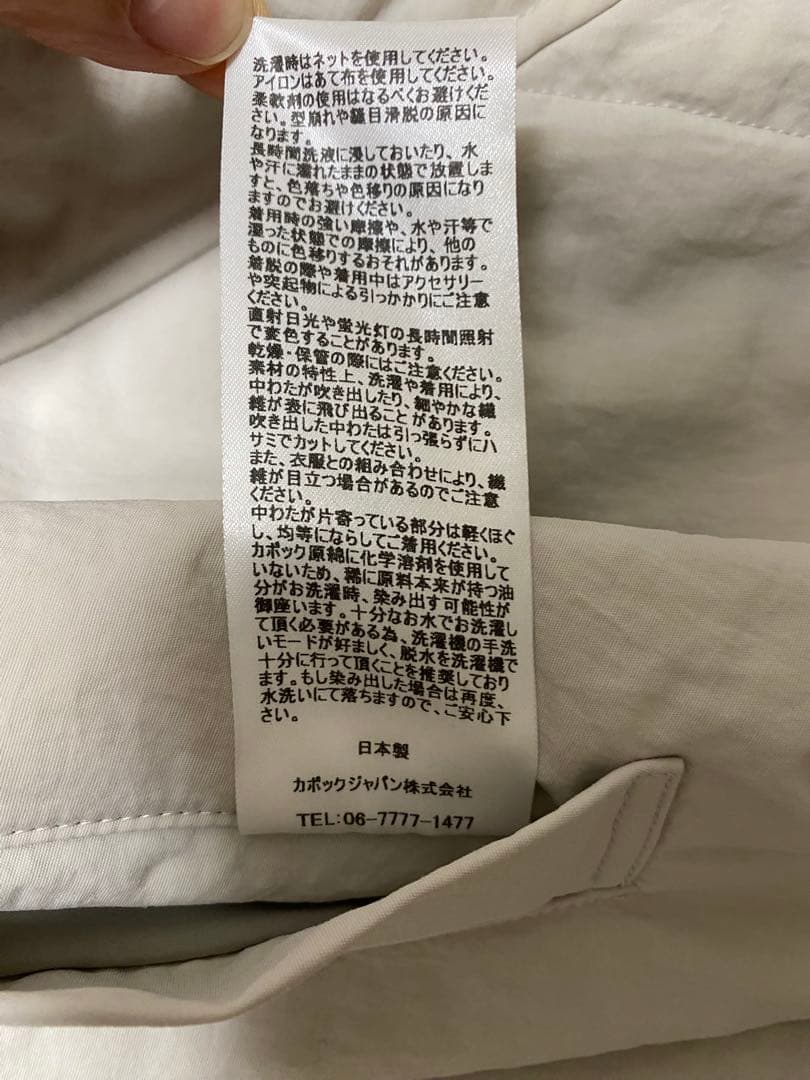 洗濯時はネットを使用してください。
アイロンはあて布を使用してください。
柔軟剤の使用はなるべくお避けくだ
さい。型崩れや縫目滑脱の原因に
なります。
長時間洗液に浸しておいたり、水
や汗に濡れたままの状態で放置しま
すと、色落ちや色移りの原因になり
ますのでお避けください。
着用時の強い摩擦や、水や汗等で
湿った状態での摩擦により、他の
ものに色移りするおそれがあります。
着脱の際や着用中はアクセサリー
や突起物による引っかかりにご注意
ください。
直射日光や蛍光灯の長時間照射
で変色することがあります。
乾燥・保管の際にはご注意ください。
素材の特性上、洗濯や着用により、
中わたが吹き出したり、細やかな繊
維が表に飛び出ることがあります。
吹き出した中わたは引っ張らずにハ
サミでカットしてください。
また、衣服との組み合わせにより、繊
維が目立つ場合があるのでご注意
ください。
中わたが片寄っている部分は軽くほぐ
し、均等にならしてご着用ください。
カポック原綿に化学溶剤を使用して
いないため、稀に原料本来が持つ油
分がお洗濯時、染み出す可能性が
御座います。十分なお水でお洗濯し
て頂く必要がある為、洗濯機の手洗
いモードが好ましく、脱水を洗濯機で
十分に行って頂くことを推奨しており
ます。もし染み出した場合は再度、
水洗いにて落ちますので、ご安心下
さい。
日本製
カポックジャパン株式会社
TEL:06-7777-1477